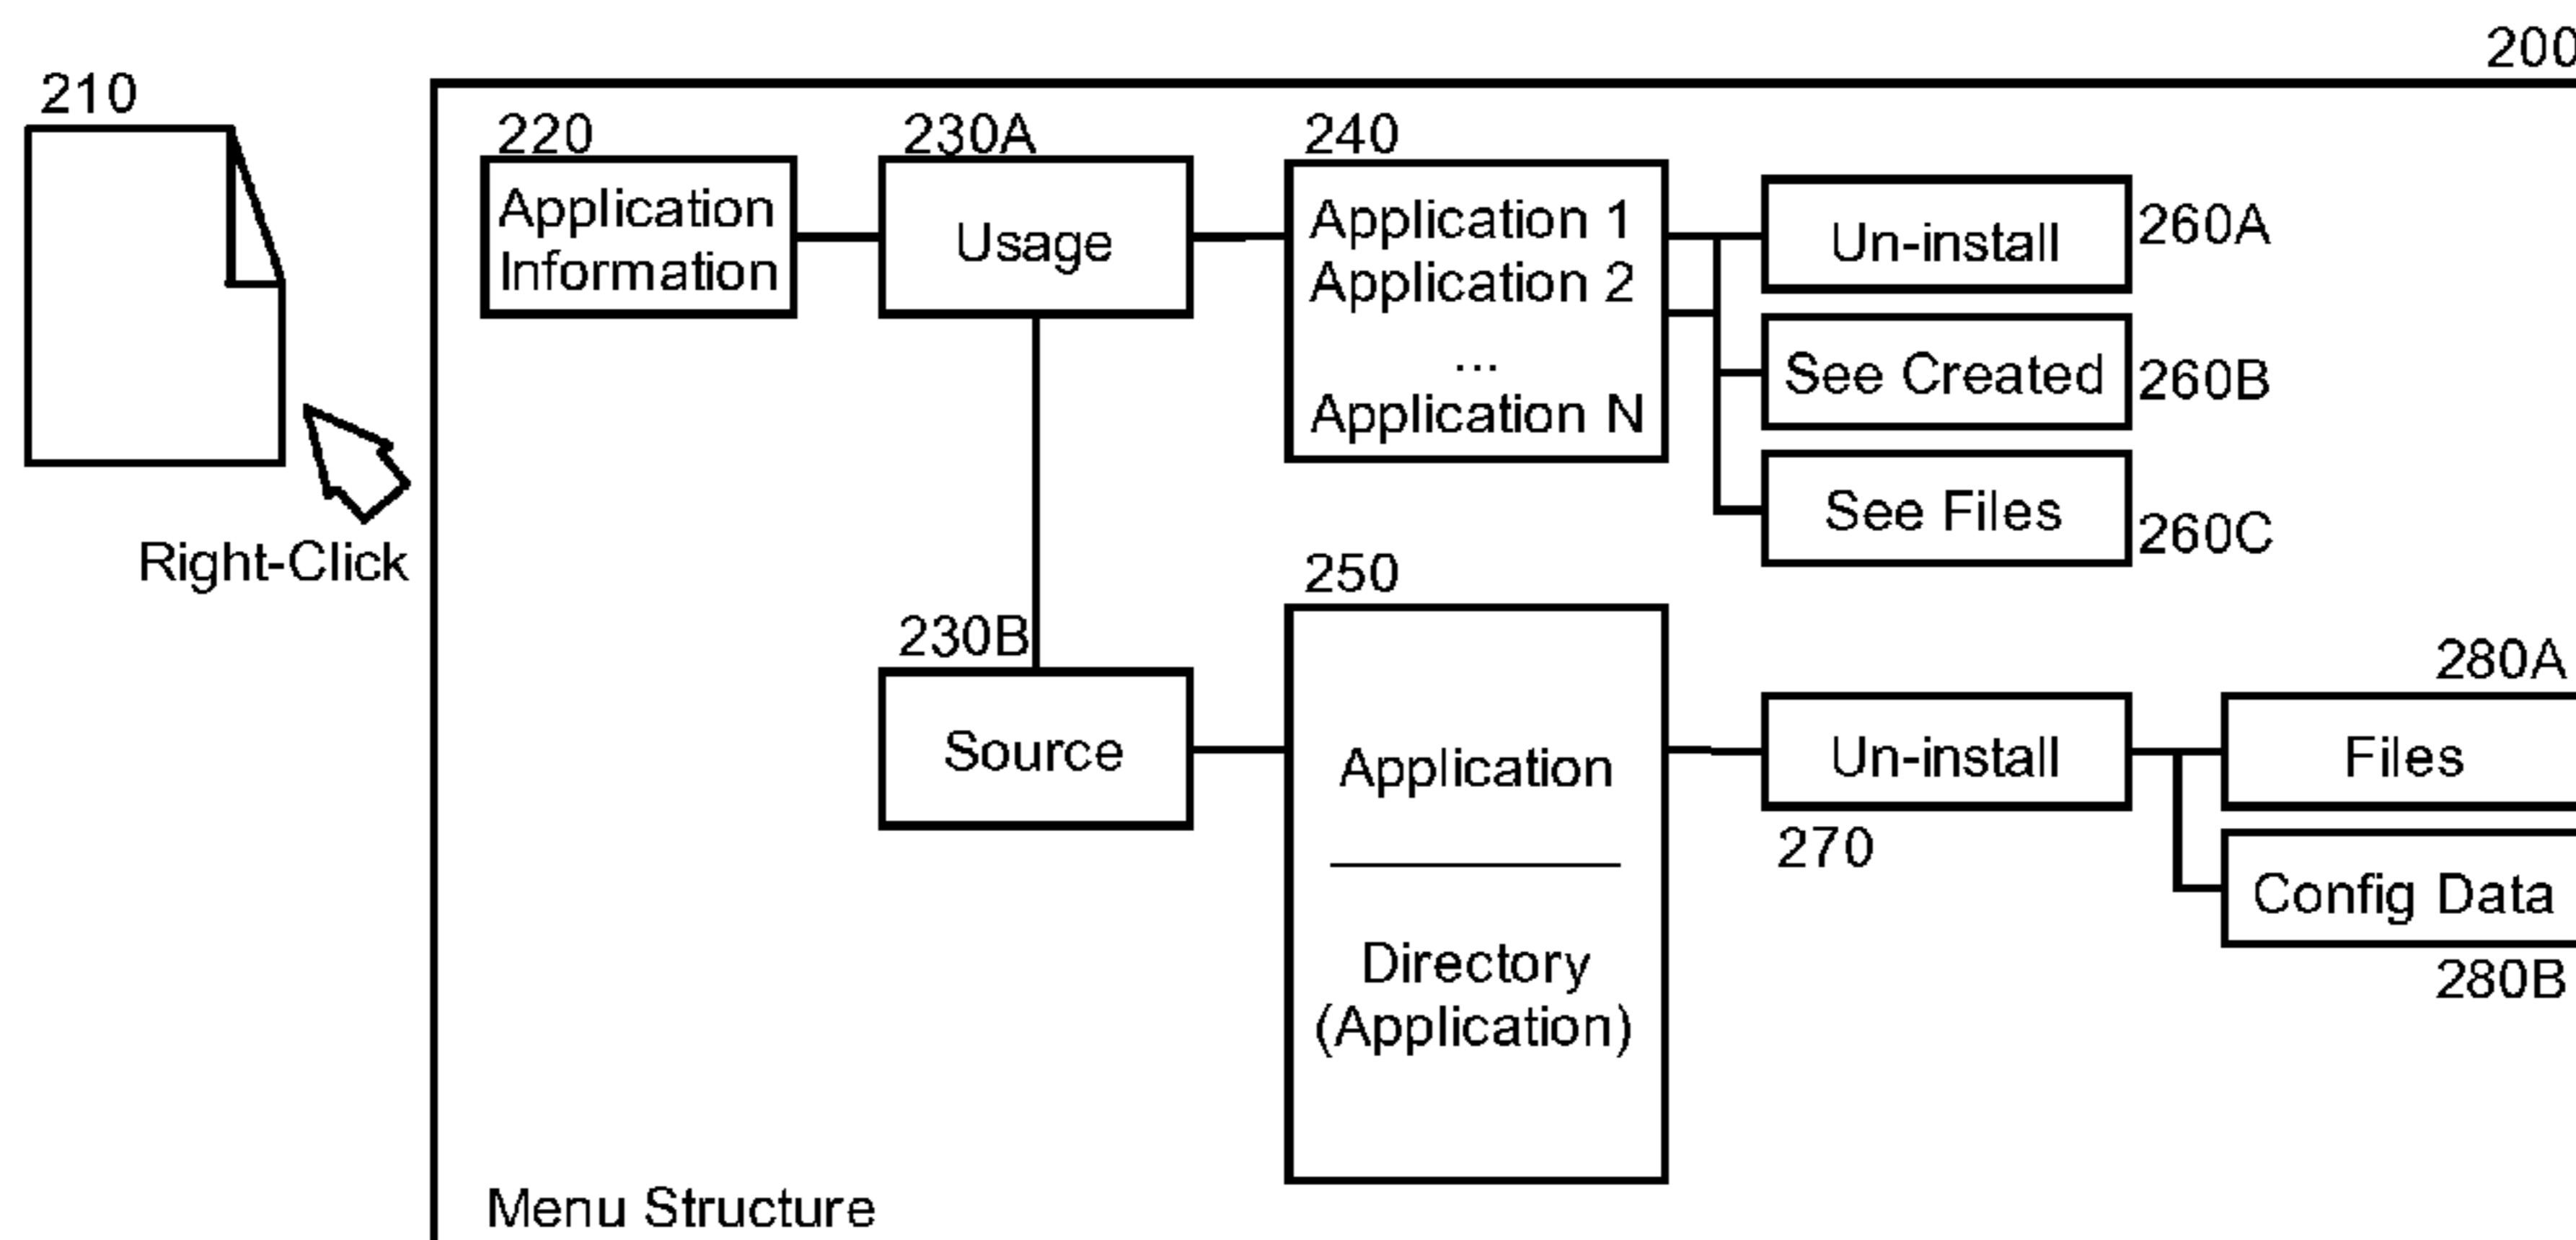 200
210
220
230A
240
Application
Information
Usage
Application 1
Application 2
...
Application N
Un-install
260A
See Created
260B
See Files
260C
Right-Click
250
230B
Source
Application
Directory
(Application)
Un-install
270
280A
Files
Config Data
280B
Menu Structure